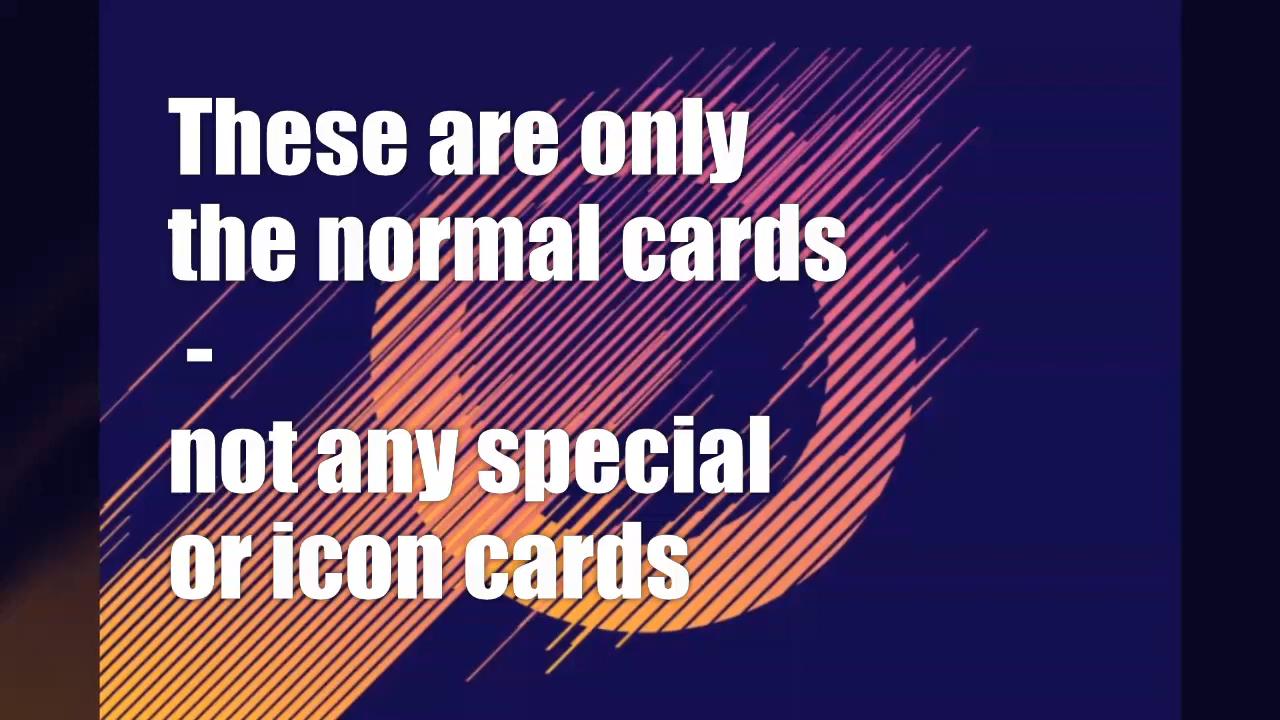 These are only
the normal cards
-
not any special
or icon cards